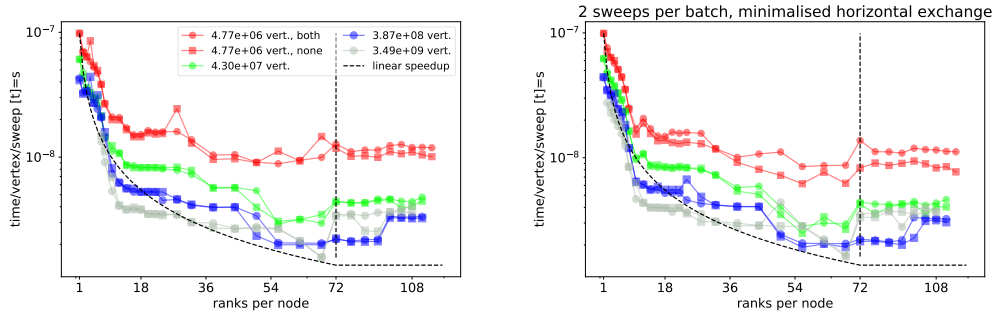 2 sweeps per batch, minimalised horizontal exchange
10⁻⁷
10⁻⁸
time/vertex/sweep [t]=s
4.77e+06 vert., both
4.77e+06 vert., none
4.30e+07 vert.
3.87e+08 vert.
3.49e+09 vert.
linear speedup
1 18 36 54 72 90 108
ranks per node
10⁻⁷
10⁻⁸
time/vertex/sweep [t]=s
1 18 36 54 72 90 108
ranks per node